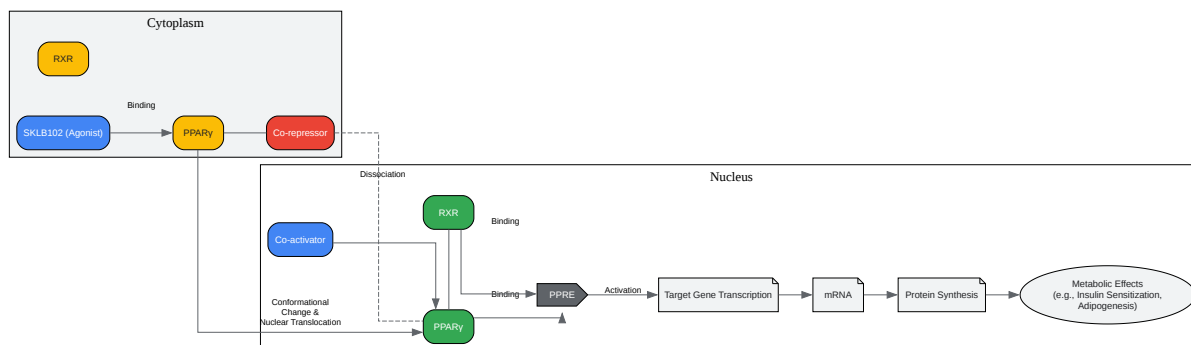 Cytoplasm
RXR
Binding
SKLB102 (Agonist)
PPARγ
Co-repressor
Dissociation
Nucleus
RXR
Binding
Co-activator
Binding
PPRE
Activation
Target Gene Transcription
mRNA
Protein Synthesis
Metabolic Effects
(e.g., Insulin Sensitization,
Adipogenesis)
Conformational
Change &
Nuclear Translocation
PPARγ